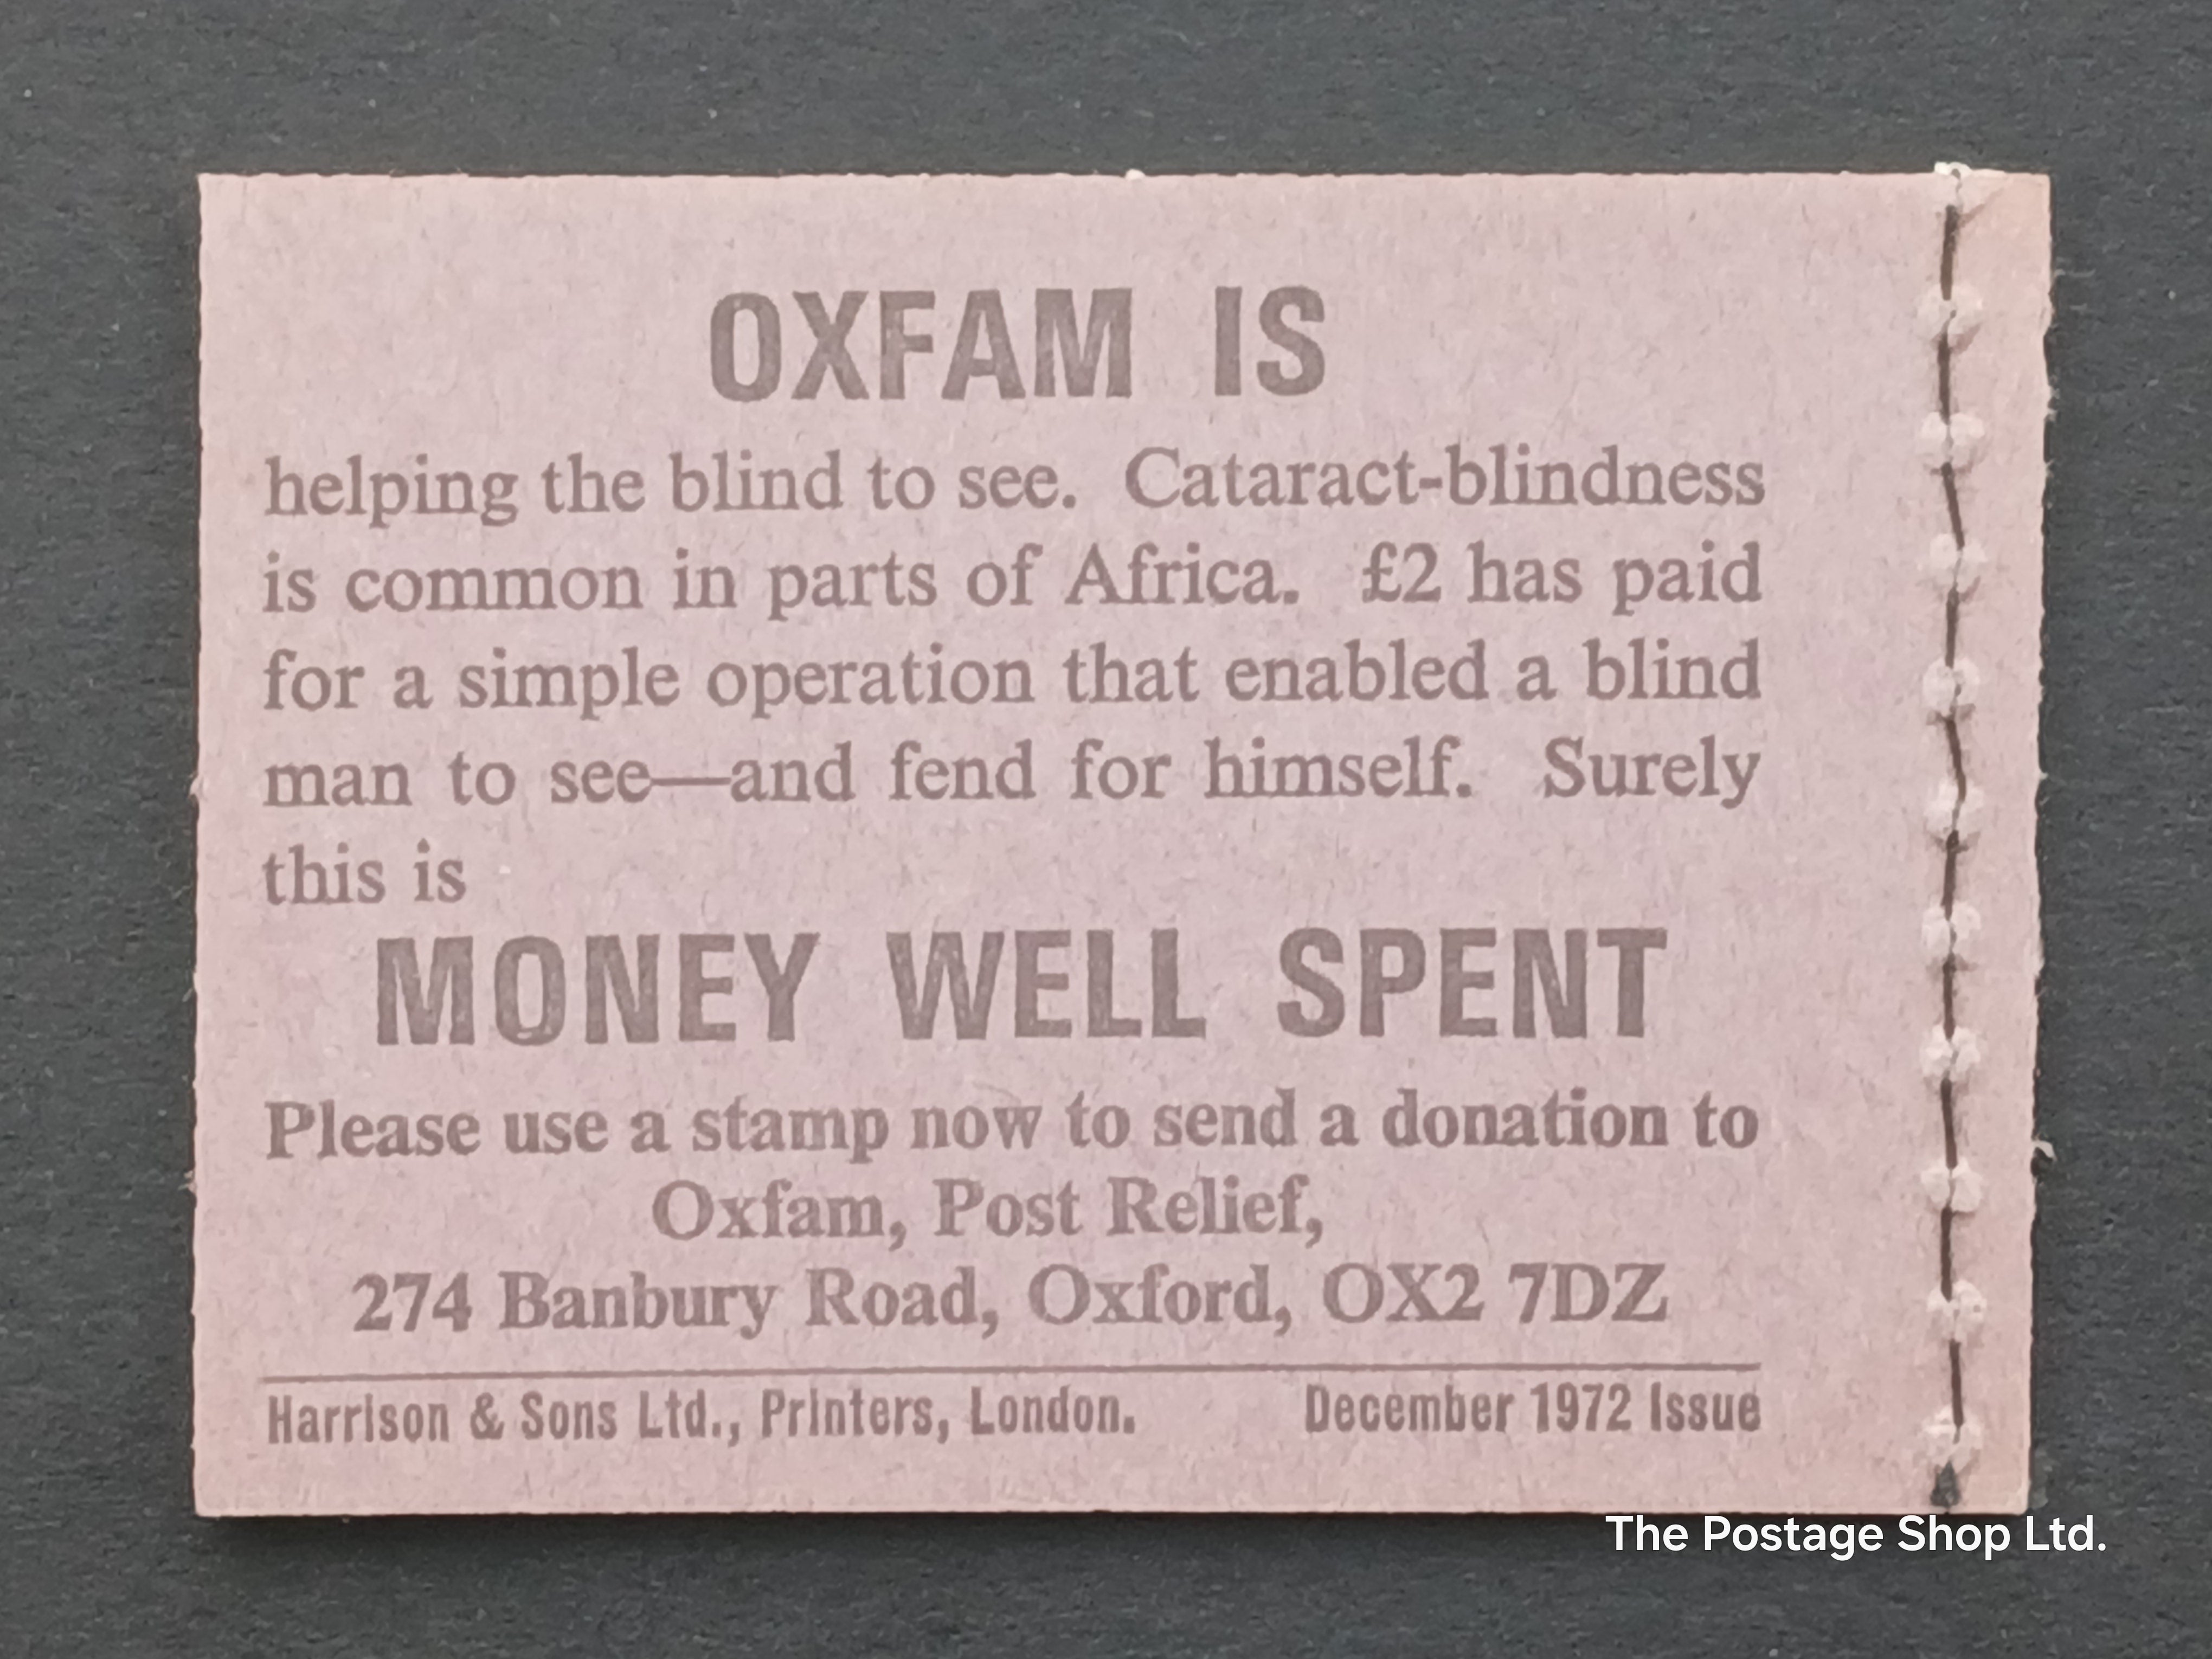 OXFAM IS
helping the blind to see. Cataract-blindness
is common in parts of Africa. £2 has paid
for a simple operation that enabled a blind
man to see—and fend for himself. Surely
this is
MONEY WELL SPENT
Please use a stamp now to send a donation to
Oxfam, Post Relief,
274 Banbury Road, Oxford, OX2 7DZ
Harrison & Sons Ltd., Printers, London. December 1972 Issue
The Postage Shop Ltd.